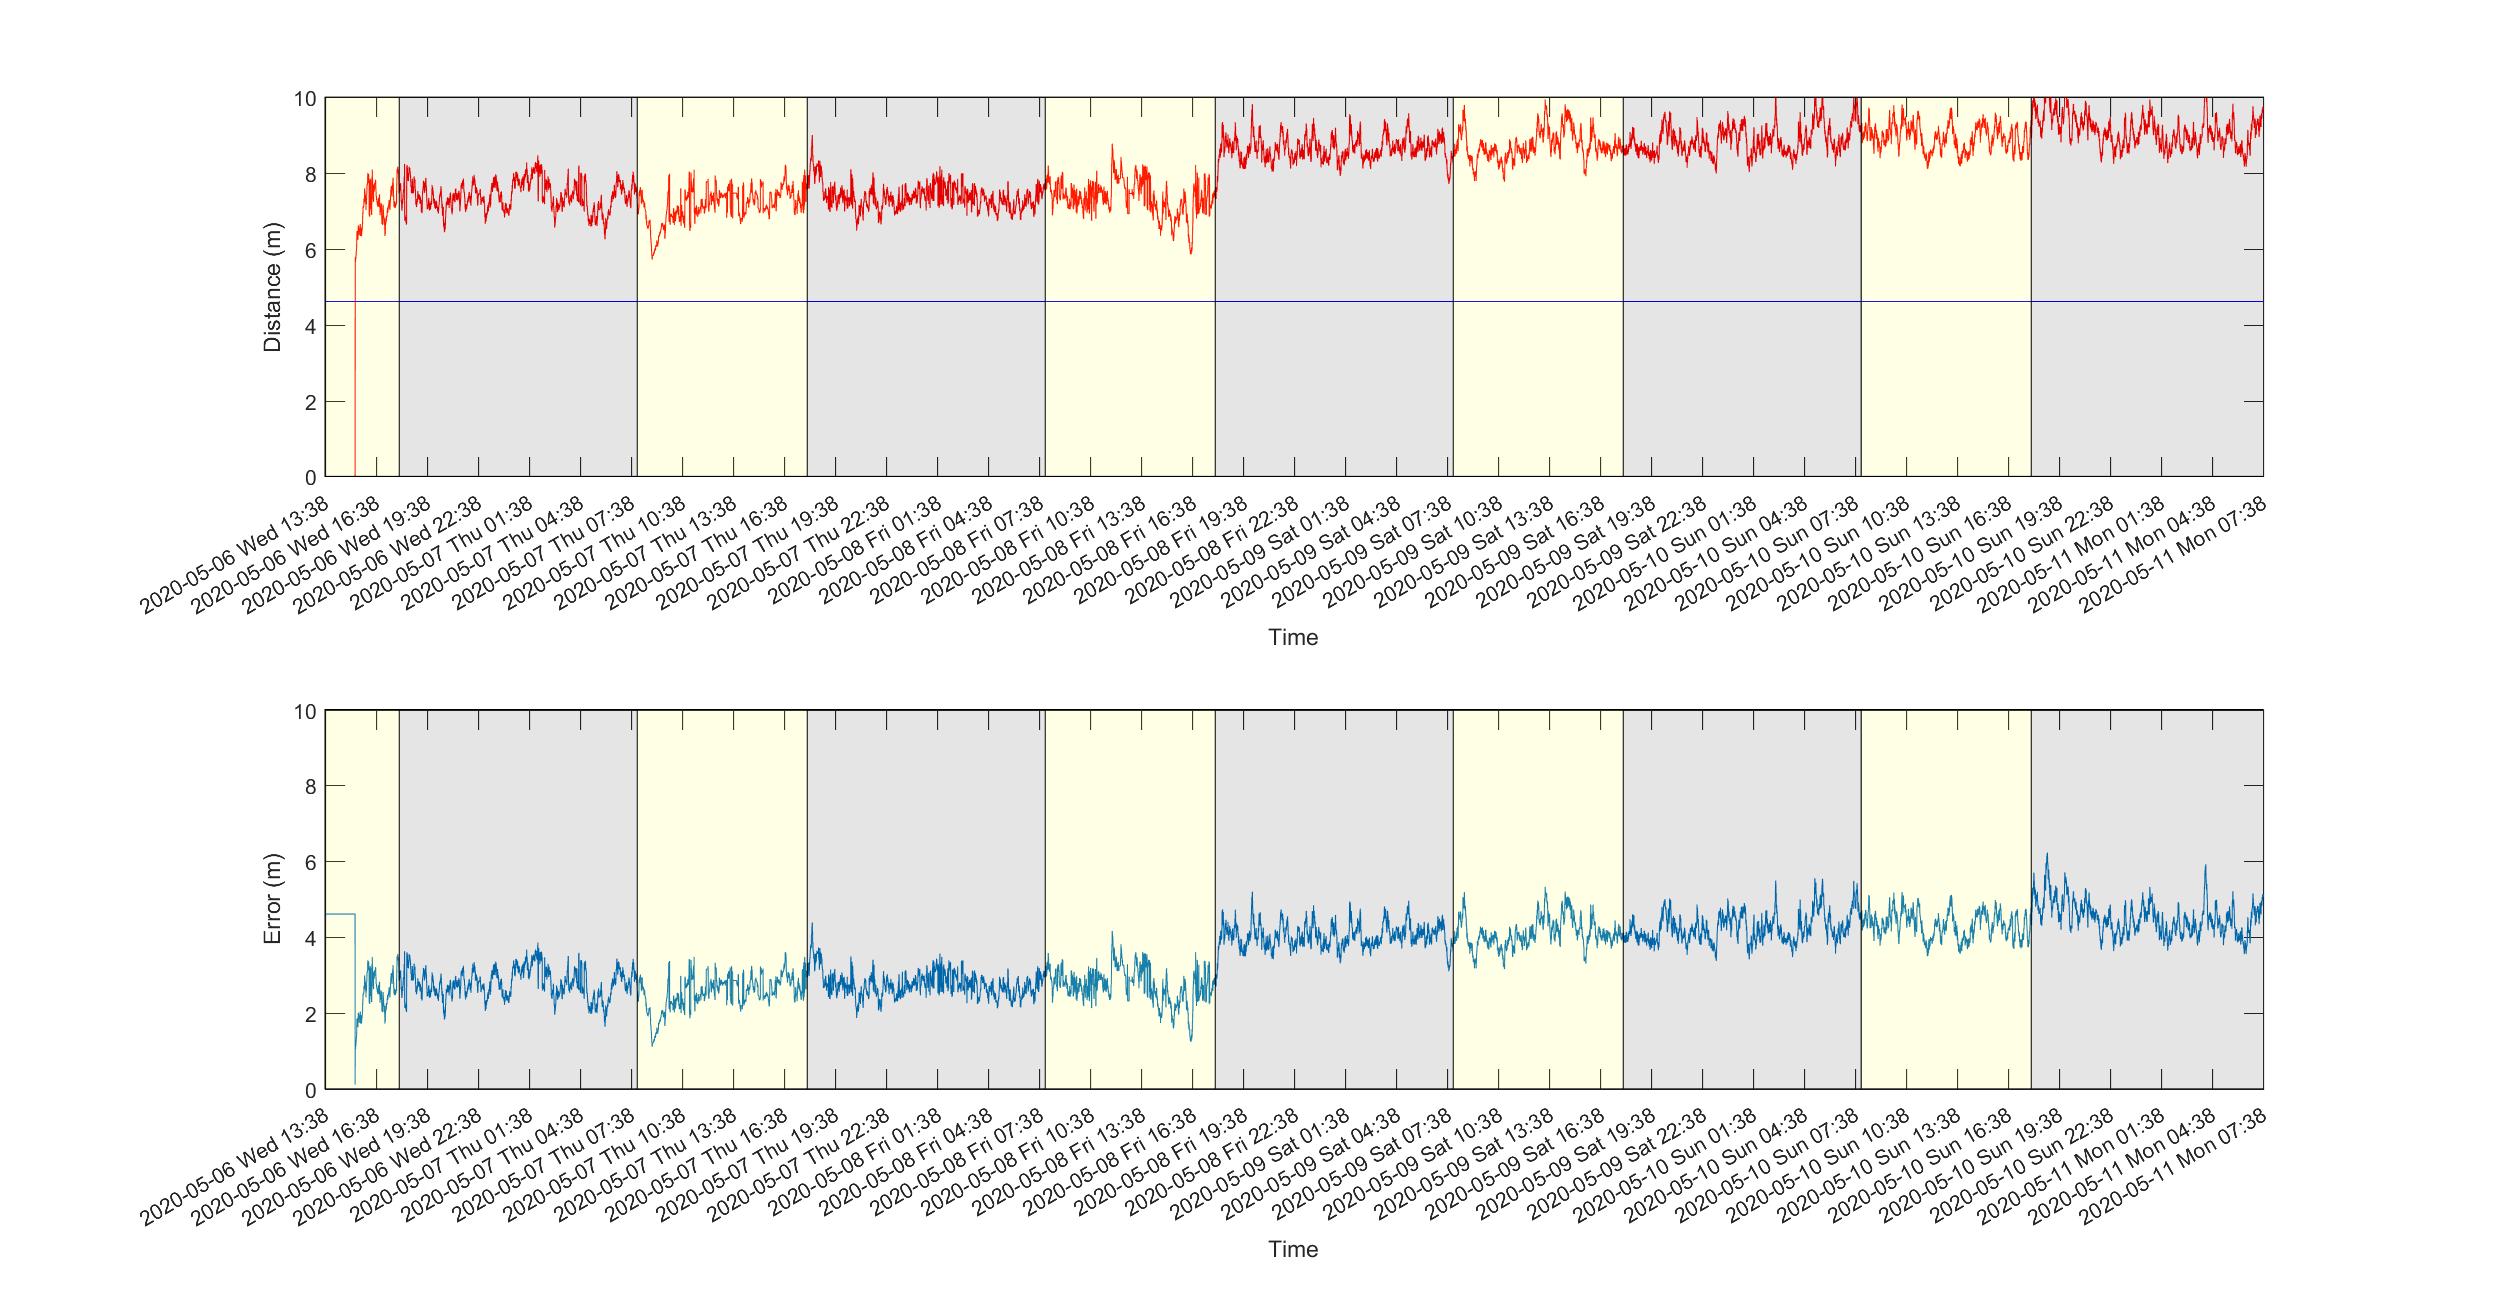 10
8
6
4
2
0
Distance (m)
2020-05-06 Wed 13:38
2020-05-06 Wed 16:38
2020-05-06 Wed 19:38
2020-05-06 Wed 22:38
2020-05-07 Thu 01:38
2020-05-07 Thu 04:38
2020-05-07 Thu 07:38
2020-05-07 Thu 10:38
2020-05-07 Thu 13:38
2020-05-07 Thu 16:38
2020-05-07 Thu 19:38
2020-05-07 Thu 22:38
2020-05-08 Fri 01:38
2020-05-08 Fri 04:38
2020-05-08 Fri 07:38
2020-05-08 Fri 10:38
2020-05-08 Fri 13:38
2020-05-08 Fri 16:38
2020-05-08 Fri 19:38
2020-05-08 Fri 22:38
2020-05-09 Sat 01:38
2020-05-09 Sat 04:38
2020-05-09 Sat 07:38
2020-05-09 Sat 10:38
2020-05-09 Sat 13:38
2020-05-09 Sat 16:38
2020-05-09 Sat 19:38
2020-05-09 Sat 22:38
2020-05-10 Sun 01:38
2020-05-10 Sun 04:38
2020-05-10 Sun 07:38
2020-05-10 Sun 10:38
2020-05-10 Sun 13:38
2020-05-10 Sun 16:38
2020-05-10 Sun 19:38
2020-05-10 Sun 22:38
2020-05-11 Mon 01:38
2020-05-11 Mon 04:38
2020-05-11 Mon 07:38
Time
10
8
6
4
2
0
Error (m)
2020-05-06 Wed 13:38
2020-05-06 Wed 16:38
2020-05-06 Wed 19:38
2020-05-06 Wed 22:38
2020-05-07 Thu 01:38
2020-05-07 Thu 04:38
2020-05-07 Thu 07:38
2020-05-07 Thu 10:38
2020-05-07 Thu 13:38
2020-05-07 Thu 16:38
2020-05-07 Thu 19:38
2020-05-07 Thu 22:38
2020-05-08 Fri 01:38
2020-05-08 Fri 04:38
2020-05-08 Fri 07:38
2020-05-08 Fri 10:38
2020-05-08 Fri 13:38
2020-05-08 Fri 16:38
2020-05-08 Fri 19:38
2020-05-08 Fri 22:38
2020-05-09 Sat 01:38
2020-05-09 Sat 04:38
2020-05-09 Sat 07:38
2020-05-09 Sat 10:38
2020-05-09 Sat 13:38
2020-05-09 Sat 16:38
2020-05-09 Sat 19:38
2020-05-09 Sat 22:38
2020-05-10 Sun 01:38
2020-05-10 Sun 04:38
2020-05-10 Sun 07:38
2020-05-10 Sun 10:38
2020-05-10 Sun 13:38
2020-05-10 Sun 16:38
2020-05-10 Sun 19:38
2020-05-10 Sun 22:38
2020-05-11 Mon 01:38
2020-05-11 Mon 04:38
2020-05-11 Mon 07:38
Time